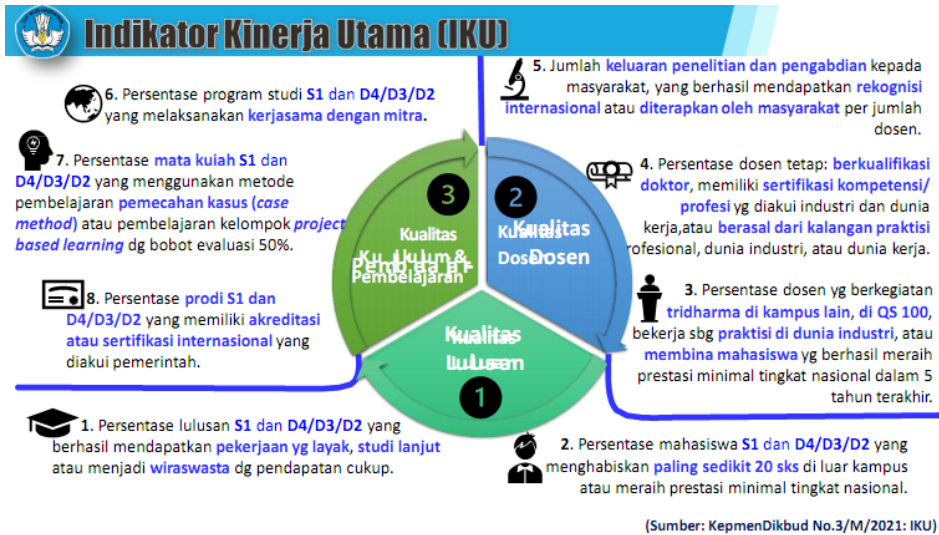 Indikator Kinerja Utama (IKU)
5. Jumlah keluaran penelitian dan pengabdian kepada
masyarakat, yang berhasil mendapatkan rekognisi
internasional atau diterapkan oleh masyarakat per jumlah
dosen.
6. Persentase program studi S1 dan D4/D3/D2
yang melaksanakan kerjasama dengan mitra.
7. Persentase mata kuiah S1 dan
D4/D3/D2 yang menggunakan metode
pembelajaran pemecahan kasus (case
method) atau pembelajaran kelompok project
based learning dg bobot evaluasi 50%.
4. Persentase dosen tetap: berkualifikasi
doktor, memiliki sertifikasi kompetensi/
profesi yg diakui industri dan dunia
kerja,atau berasal dari kalangan praktisi
rofesional, dunia industri, atau dunia kerja.
3
Kualitas
Pembelajaran
2
Kualitas
Dosen
8. Persentase prodi S1 dan
D4/D3/D2 yang memiliki akreditasi
atau sertifikasi internasional yang
diakui pemerintah.
3. Persentase dosen yg berkegiatan
tridharma di kampus lain, di QS 100,
bekerja sbg praktisi di dunia industri, atau
membina mahasiswa yg berhasil meraih
prestasi minimal tingkat nasional dalam 5
tahun terakhir.
Kualitas
Lulusan
1
1. Persentase lulusan S1 dan D4/D3/D2 yang
berhasil mendapatkan pekerjaan yg layak, studi lanjut
atau menjadi wiraswasta dg pendapatan cukup.
2. Persentase mahasiswa S1 dan D4/D3/D2 yang
menghabiskan paling sedikit 20 sks di luar kampus
atau meraih prestasi minimal tingkat nasional.
(Sumber: KepmenDikbud No.3/M/2021: IKU)